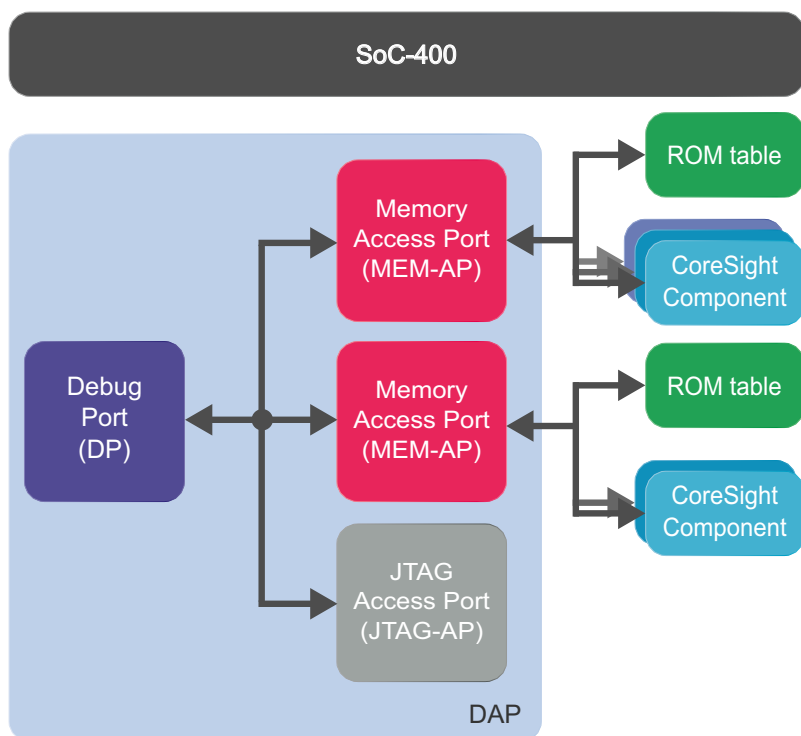 SoC-400
ROM table
Memory
Access Port
(MEM-AP)
CoreSight
Component
Debug
Port
(DP)
Memory
Access Port
(MEM-AP)
ROM table
CoreSight
Component
JTAG
Access Port
(JTAG-AP)
DAP